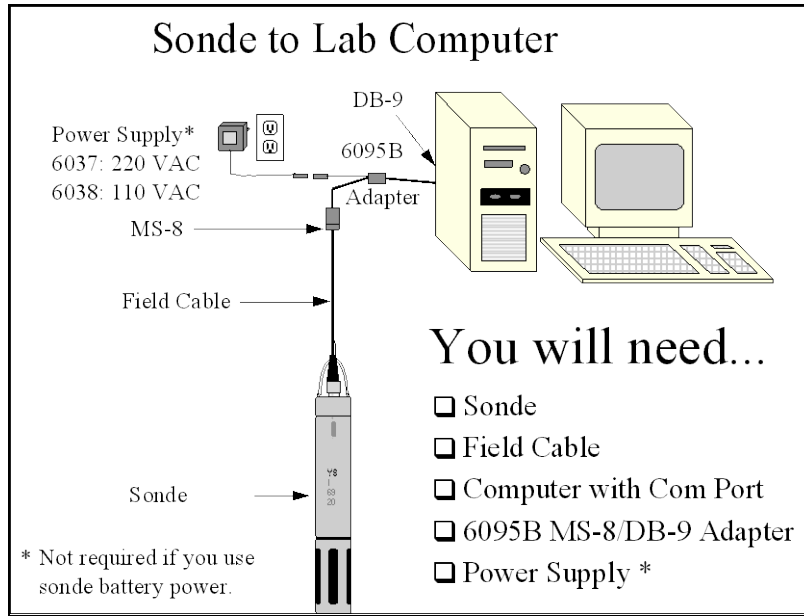 Sonde to Lab Computer
DB-9
Power Supply*
6037: 220 VAC
6038: 110 VAC
6095B
Adapter
MS-8
Field Cable
Sonde
* Not required if you use
sonde battery power.
You will need...
❑ Sonde
❑ Field Cable
❑ Computer with Com Port
❑ 6095B MS-8/DB-9 Adapter
❑ Power Supply *
69
20